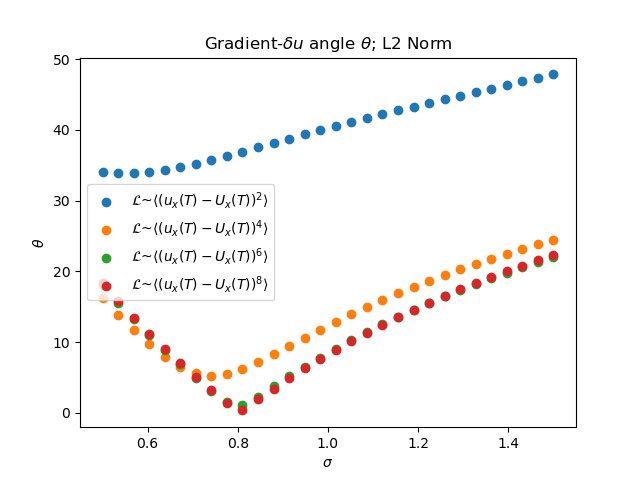 Gradient-δu angle θ; L2 Norm
50
40
30
20
10
0
θ
ℒ~⟨(u_x(T) − U_x(T))^2⟩
ℒ~⟨(u_x(T) − U_x(T))^4⟩
ℒ~⟨(u_x(T) − U_x(T))^6⟩
ℒ~⟨(u_x(T) − U_x(T))^8⟩
0.6 0.8 1.0 1.2 1.4
σ